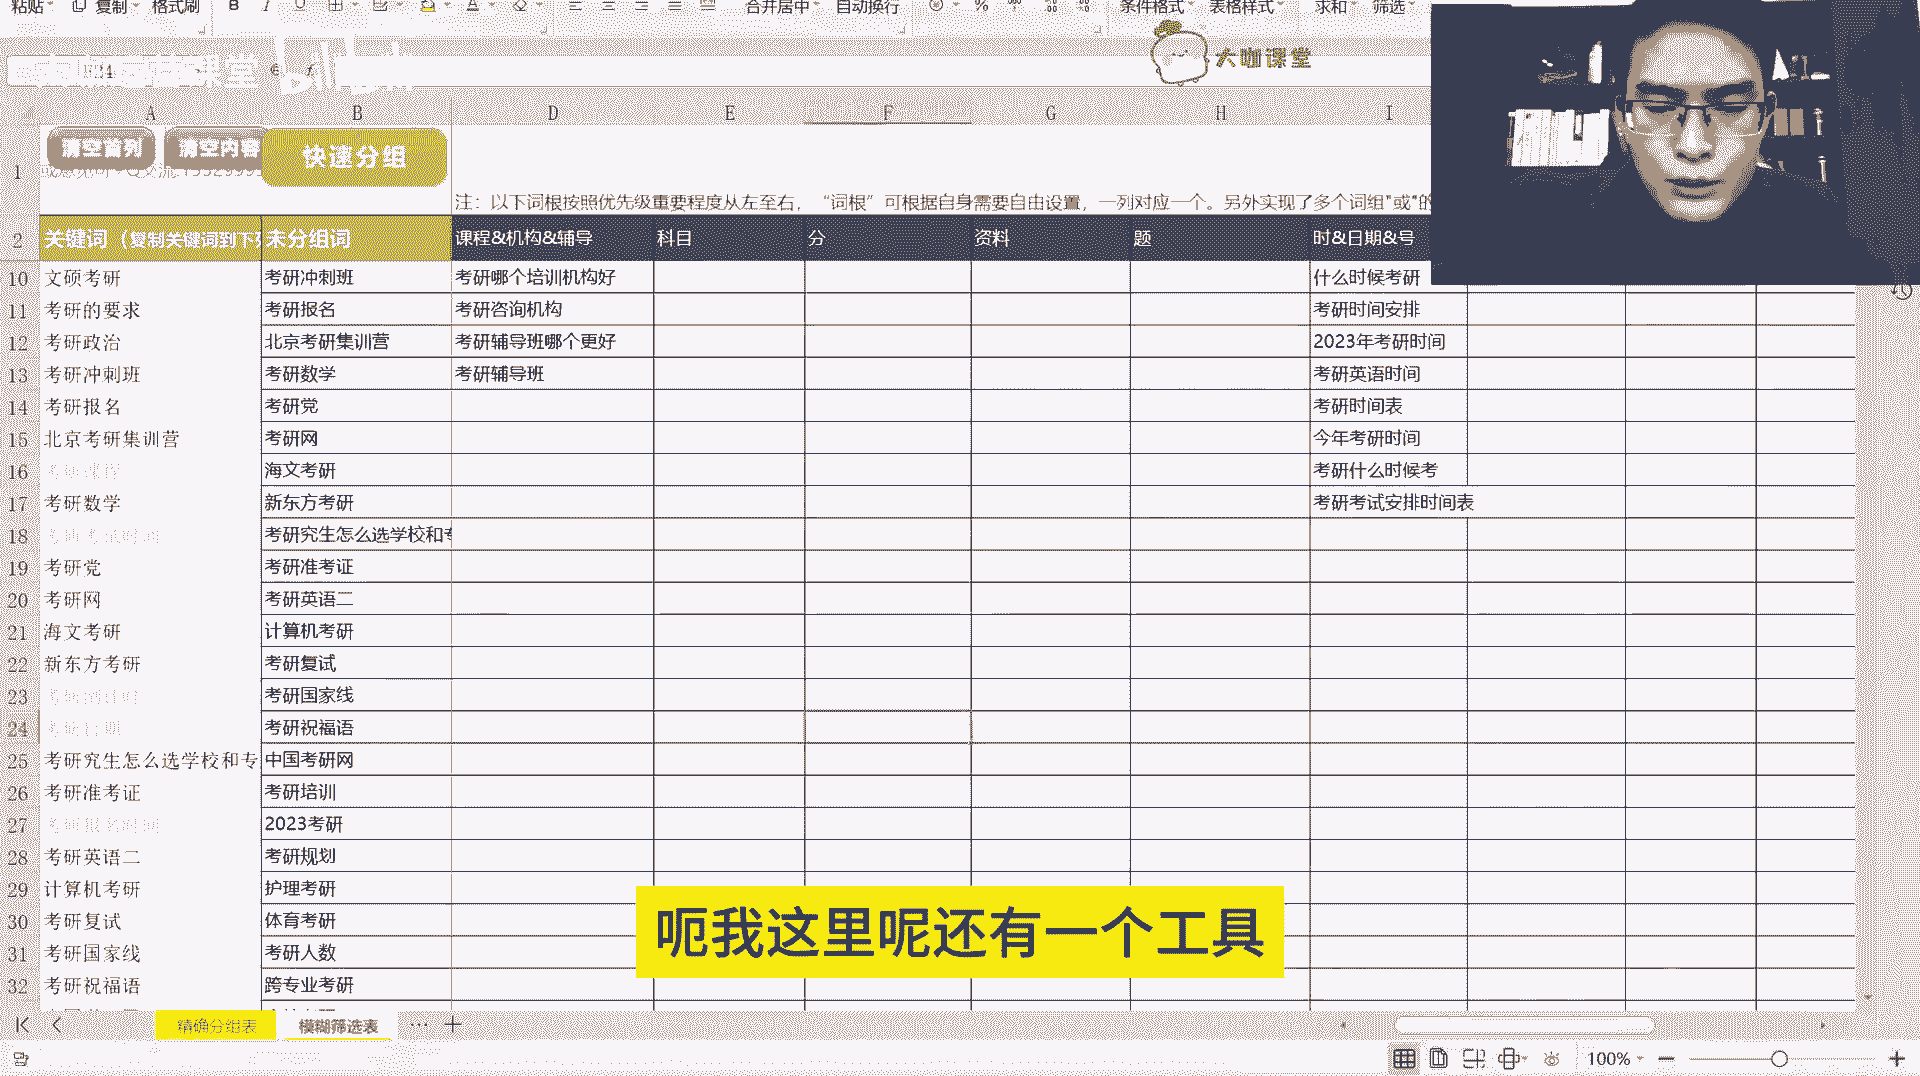 粘贴 复制 格式刷 B I U 合并居中 自动换行 % 条件格式 表格样式 求和 筛选
大咖课堂
A B D E F G H I
清空首列 清空内容 快速分组
1
注：以下词根按照优先级重要程度从左至右，“词根”可根据自身需要自由设置，一列对应一个。另外实现了多个词组"或"的
2 关键词（复制关键词到下 未分组词 课程&机构&辅导 科目 分 资料 题 时&日期&号
10 文硕考研 考研冲刺班 考研哪个培训机构好 什么时候考研
11 考研的要求 考研报名 考研咨询机构 考研时间安排
12 考研政治 北京考研集训营 考研辅导班哪个更好 2023年考研时间
13 考研冲刺班 考研数学 考研辅导班 考研英语时间
14 考研报名 考研党 考研时间表
15 北京考研集训营 考研网 今年考研时间
16 海文考研 考研什么时候考
17 考研数学 新东方考研 考研考试安排时间表
18 考研究生怎么选学校和专
19 考研党 考研准考证
20 考研网 考研英语二
21 海文考研 计算机考研
22 新东方考研 考研复试
23 考研国家线
24 考研祝福语
25 考研究生怎么选学校和专 中国考研网
26 考研准考证 考研培训
27 2023考研
28 考研英语二 考研规划
29 计算机考研 护理考研
30 考研复试 体育考研
31 考研国家线 考研人数
32 考研祝福语 跨专业考研
呃我这里呢还有一个工具
精确分组表 模糊筛选表 ··· +
100% − +